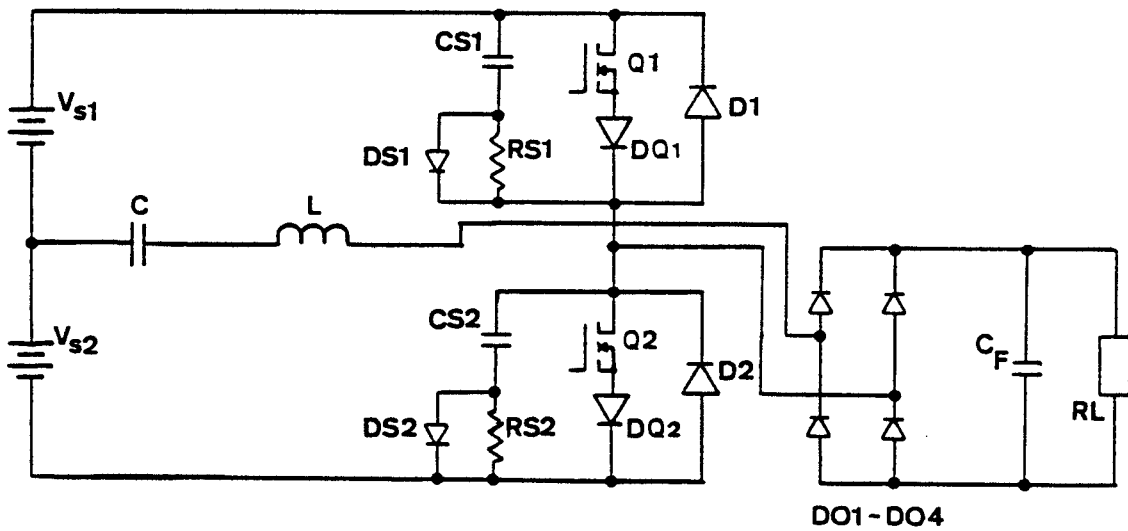 CS1
Q1
Vs1
D1
DS1
RS1
DQ1
C
L
Vs2
CS2
Q2
D2
CF
DS2
RS2
DQ2
RL
DO1-DO4